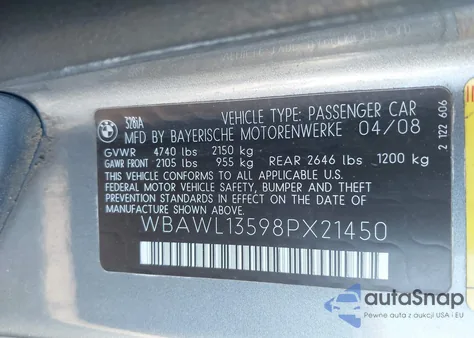 BMW
328iA
VEHICLE TYPE: PASSENGER CAR
MFD BY BAYERISCHE MOTORENWERKE 04/08
GVWR 4740 lbs 2150 kg
GAWR FRONT 2105 lbs 955 kg REAR 2646 lbs 1200 kg
THIS VEHICLE CONFORMS TO ALL APPLICABLE
FEDERAL MOTOR VEHICLE SAFETY, BUMPER AND THEFT
PREVENTION STANDARDS IN EFFECT ON THE DATE OF
MANUFACTURE SHOWN ABOVE.
WBAWL13598PX21450
2 122 606
autoSnap
Pewne auta z aukcji USA i EU